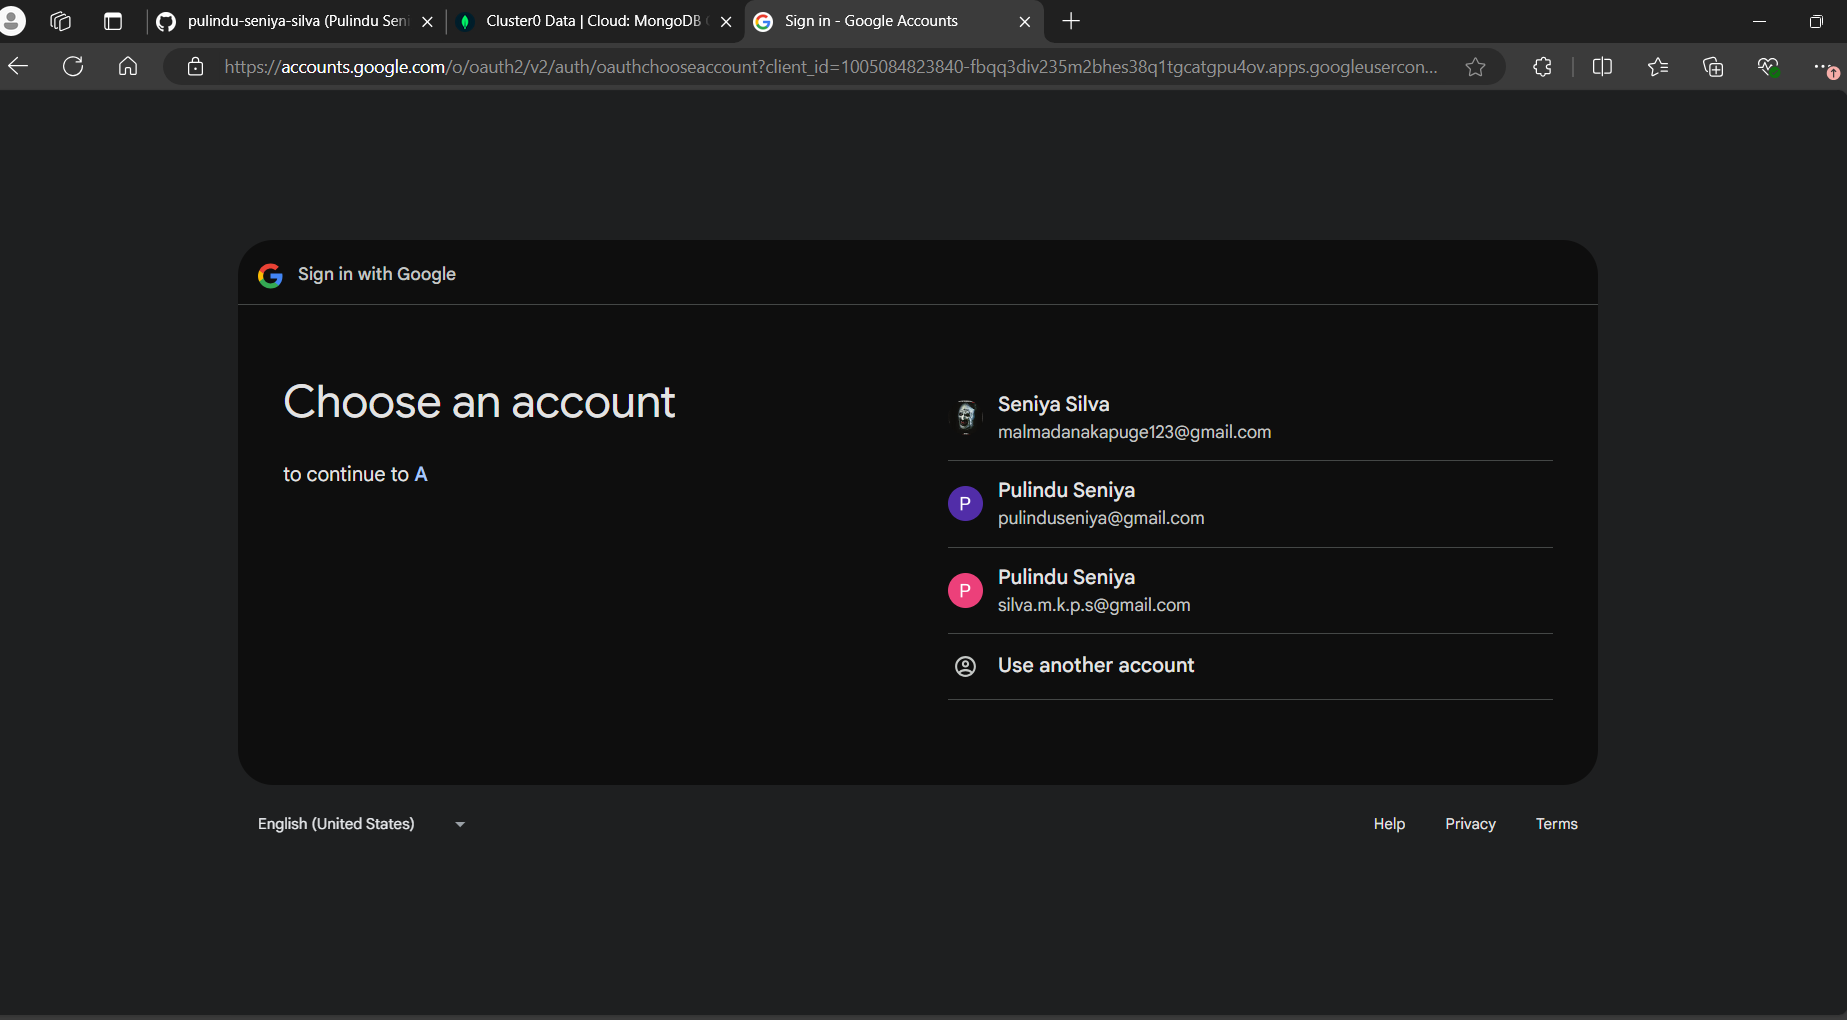 pulindu-seniya-silva (Pulindu Seni
Cluster0 Data | Cloud: MongoDB
Sign in - Google Accounts
https://accounts.google.com/o/oauth2/v2/auth/oauthchooseaccount?client_id=1005084823840-fbqq3div235m2bhes38q1tgcatgpu4ov.apps.googleusercon...
Sign in with Google
Choose an account
to continue to A
Seniya Silva
malmadanakapuge123@gmail.com
P
Pulindu Seniya
pulinduseniya@gmail.com
P
Pulindu Seniya
silva.m.k.p.s@gmail.com
Use another account
English (United States)
Help
Privacy
Terms